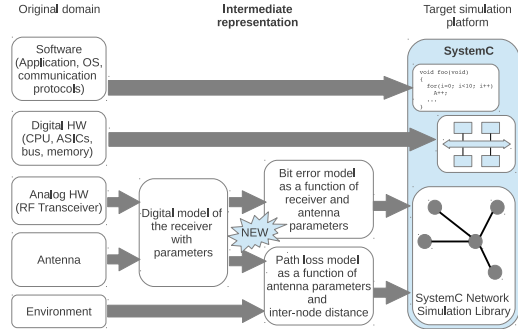 Original domain
Intermediate
representation
Target simulation
platform
Software
(Application, OS,
communication
protocols)
SystemC
void foo(void)
{
for(i=0; i<10; i++)
A++;
...
}
Digital HW
(CPU, ASICs,
bus, memory)
Analog HW
(RF Transceiver)
Digital model of
the receiver
with
parameters
Bit error model
as a function of
receiver and
antenna
parameters
NEW
Antenna
Path loss model
as a function of
antenna parameters
and
inter-node distance
SystemC Network
Simulation Library
Environment